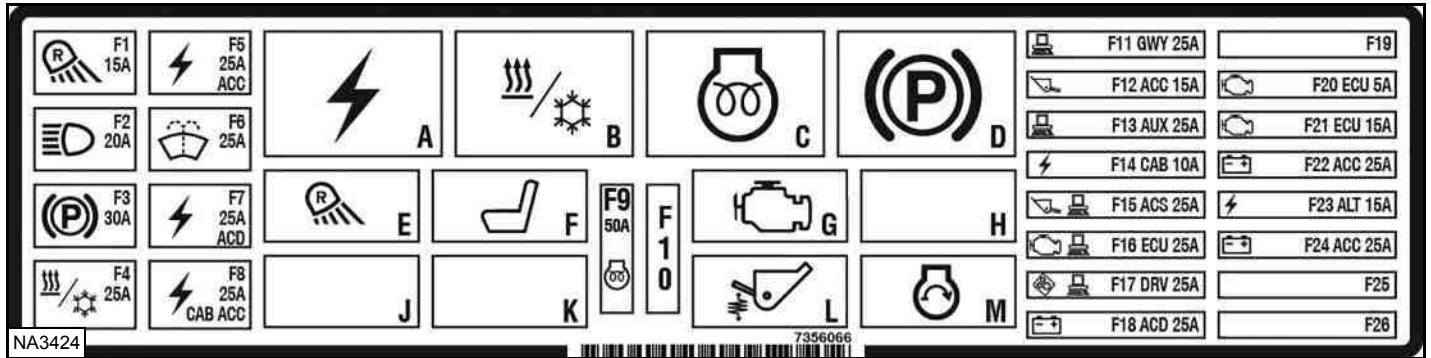 R
F1
15A
F5
25A
ACC
A
B
C
P
D
F11 GWY 25A
F19
F12 ACC 15A
F20 ECU 5A
F2
20A
F6
25A
F13 AUX 25A
F21 ECU 15A
F14 CAB 10A
F22 ACC 25A
P
F3
30A
F7
25A
ACD
R
E
F
F9
50A
F
1
0
G
H
F15 ACS 25A
F23 ALT 15A
F16 ECU 25A
F24 ACC 25A
F4
25A
F8
25A
CAB ACC
J
K
L
M
F17 DRV 25A
F25
F18 ACD 25A
F26
NA3424
7356066